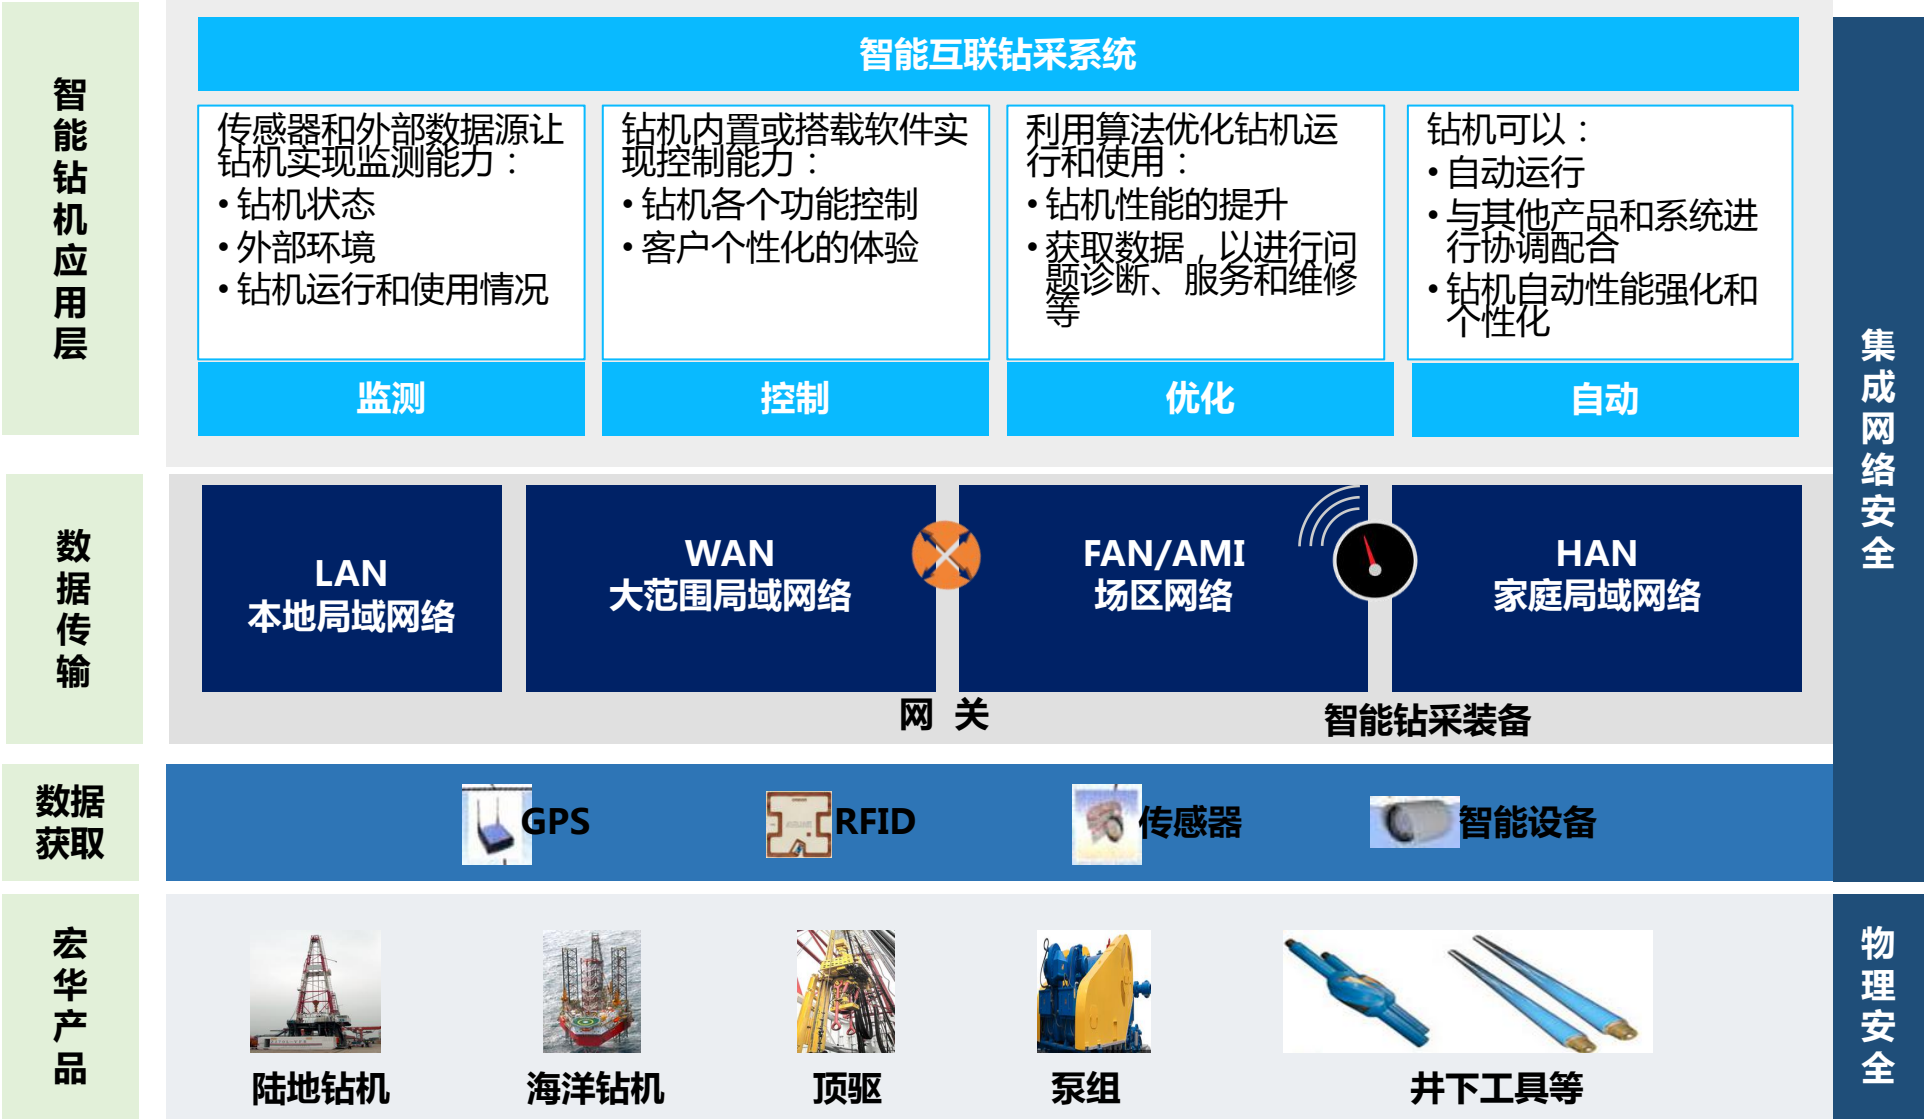 智能钻机应用层
智能互联钻采系统
传感器和外部数据源让
钻机实现监测能力：
•钻机状态
•外部环境
•钻机运行和使用情况
监测
钻机内置或搭载软件实
现控制能力：
•钻机各个功能控制
•客户个性化的体验
控制
利用算法优化钻机运
行和使用：
•钻机性能的提升
•获取数据，以进行问
题诊断、服务和维修
等
优化
钻机可以：
•自动运行
•与其他产品和系统进
行协调配合
•钻机自动性能强化和
个性化
自动
集成网络安全
数据传输
LAN
本地局域网络
WAN
大范围局域网络
FAN/AMI
场区网络
HAN
家庭局域网络
网 关
智能钻采装备
数据
获取
GPS
RFID
传感器
智能设备
宏华产品
陆地钻机
海洋钻机
顶驱
泵组
井下工具等
物理安全